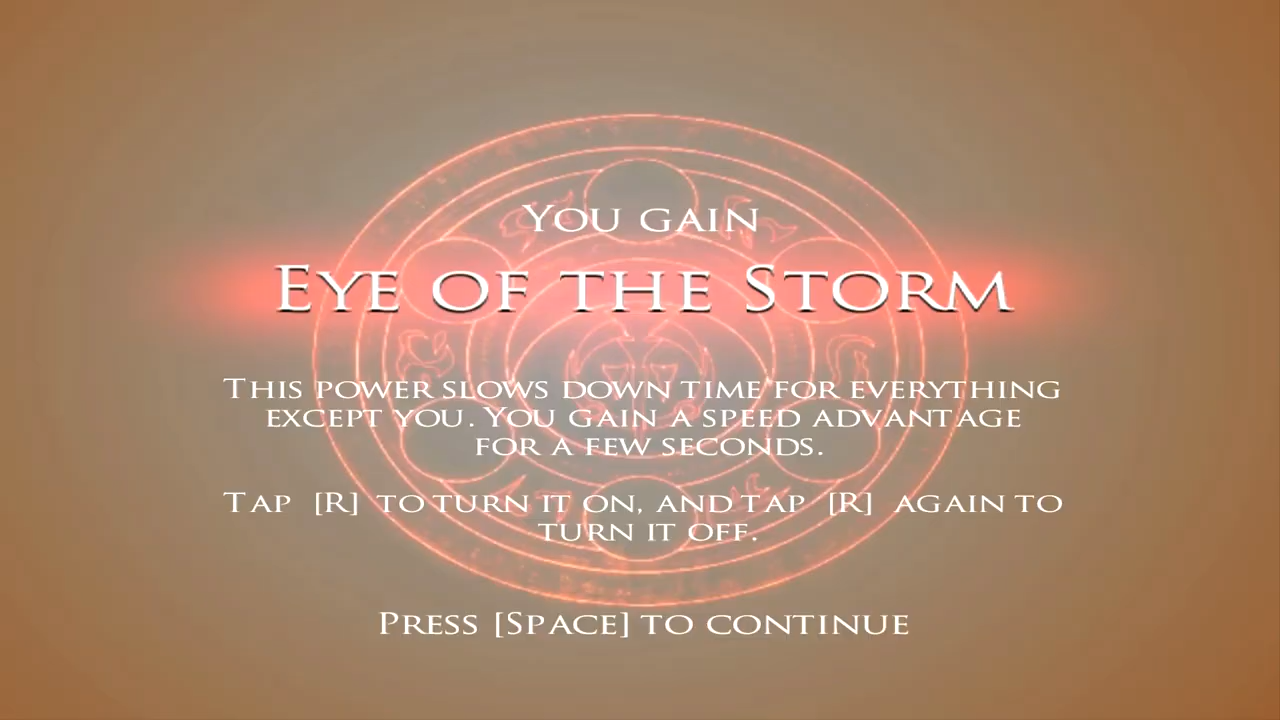 You gain
Eye of the Storm
This power slows down time for everything
except you. You gain a speed advantage
for a few seconds.
Tap [R] to turn it on, and tap [R] again to
turn it off.
Press [Space] to continue